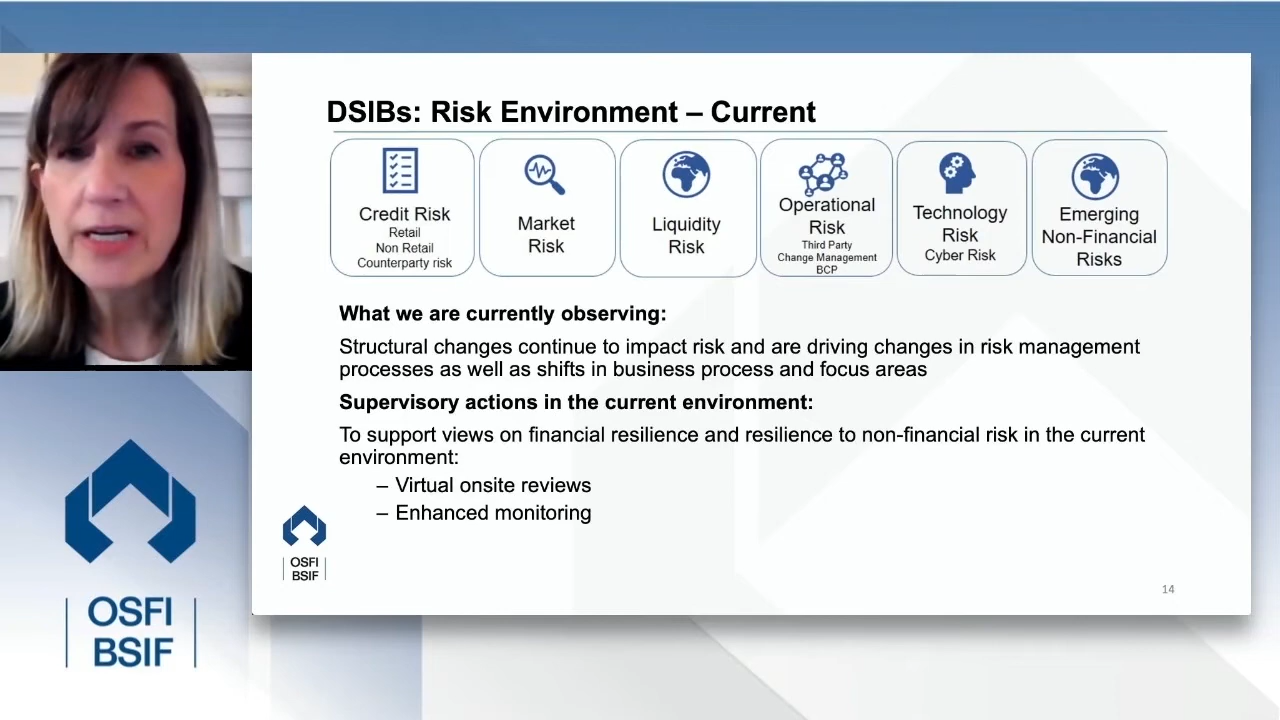 DSIBs: Risk Environment – Current
Credit Risk
Retail
Non Retail
Counterparty risk
Market
Risk
Liquidity
Risk
Operational
Risk
Third Party
Change Management
BCP
Technology
Risk
Cyber Risk
Emerging
Non-Financial
Risks
What we are currently observing:
Structural changes continue to impact risk and are driving changes in risk management
processes as well as shifts in business process and focus areas
Supervisory actions in the current environment:
To support views on financial resilience and resilience to non-financial risk in the current
environment:
– Virtual onsite reviews
– Enhanced monitoring
OSFI
BSIF
14
OSFI
BSIF